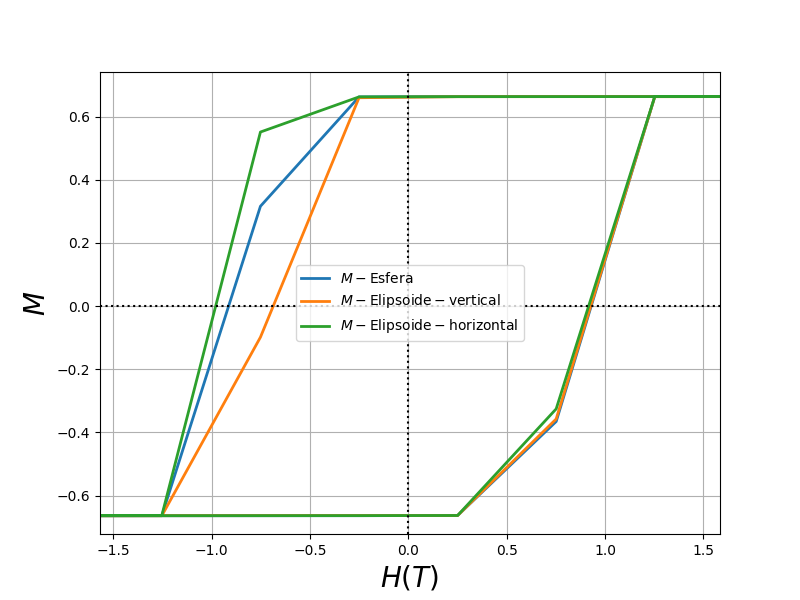 0.6
0.4
0.2
0.0
−0.2
−0.4
−0.6
M
M − Esfera
M − Elipsoide − vertical
M − Elipsoide − horizontal
−1.5 −1.0 −0.5 0.0 0.5 1.0 1.5
H(T)